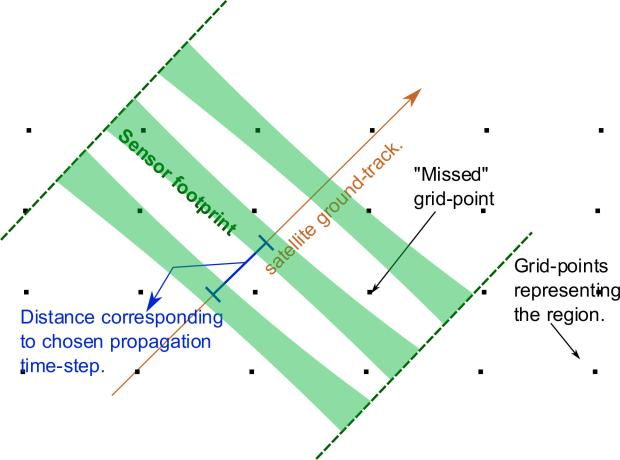 Sensor footprint
satellite ground-track.
"Missed"
grid-point
Grid-points
representing
the region.
Distance corresponding
to chosen propagation
time-step.